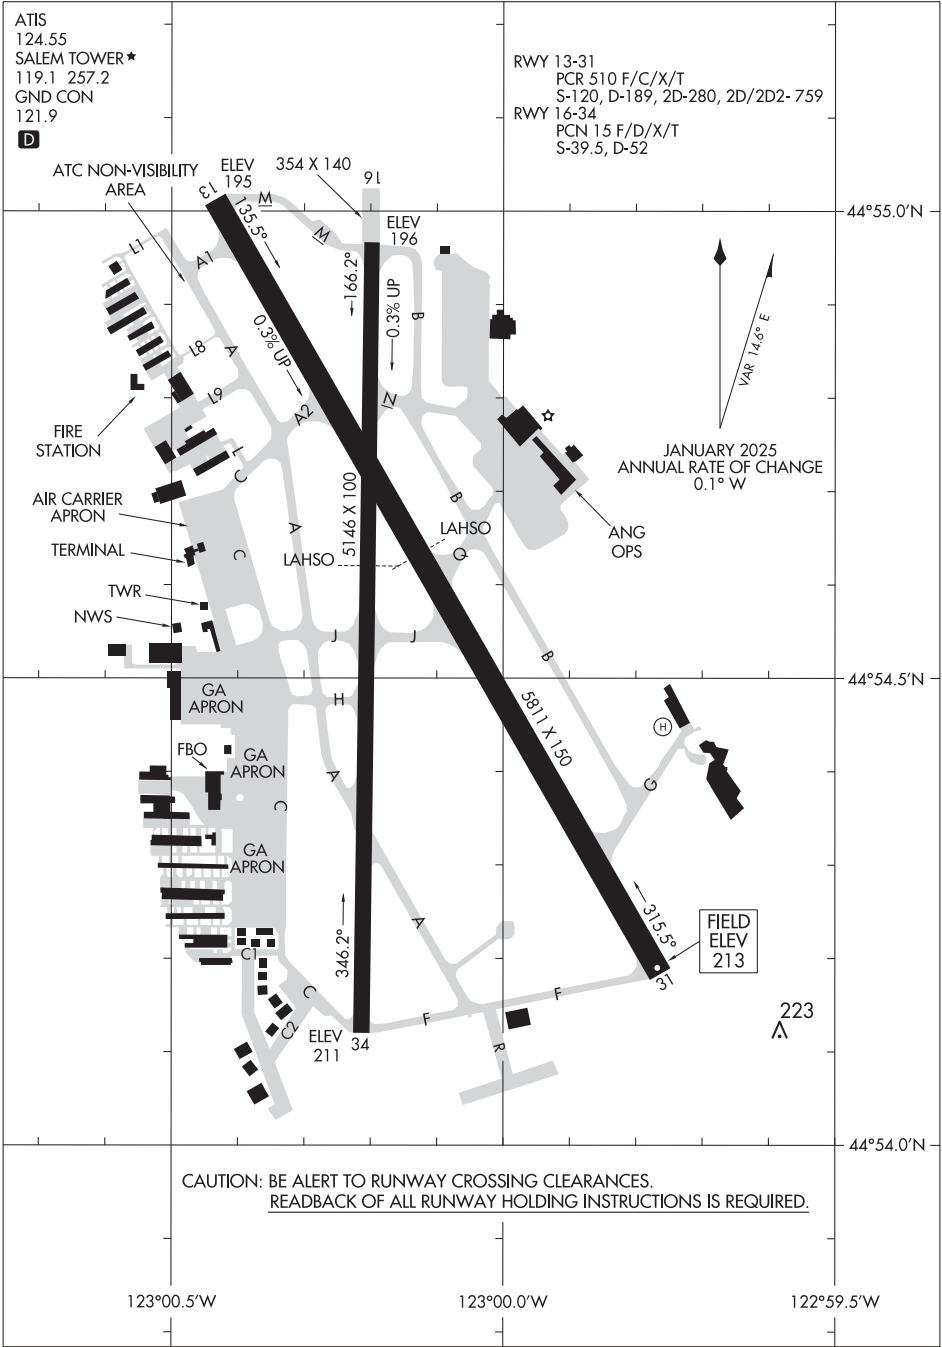 ATIS
124.55
SALEM TOWER ★
119.1 257.2
GND CON
121.9
D
RWY 13-31
PCR 510 F/C/X/T
S-120, D-189, 2D-280, 2D/2D2-759
RWY 16-34
PCN 15 F/D/X/T
S-39.5, D-52
ATC NON-VISIBILITY
AREA
ELEV
195
354 X 140
13
16
M
M
ELEV
196
44°55.0'N
135.5°
166.2°
L1
A1
0.3% UP
0.3% UP
B
VAR 14.6° E
L8
A
L9
A2
N
FIRE
STATION
JANUARY 2025
ANNUAL RATE OF CHANGE
0.1° W
L
C
AIR CARRIER
APRON
5146 X 100
B
A
C
LAHSO
LAHSO
Q
ANG
OPS
TERMINAL
TWR
NWS
J
J
B
44°54.5'N
GA
APRON
H
5811 X 150
H
FBO
GA
APRON
A
C
G
GA
APRON
A
346.2°
315.5°
FIELD
ELEV
213
C1
31
C
F
F
C2
ELEV
211
34
R
223
44°54.0'N
CAUTION: BE ALERT TO RUNWAY CROSSING CLEARANCES.
READBACK OF ALL RUNWAY HOLDING INSTRUCTIONS IS REQUIRED.
123°00.5'W
123°00.0'W
122°59.5'W